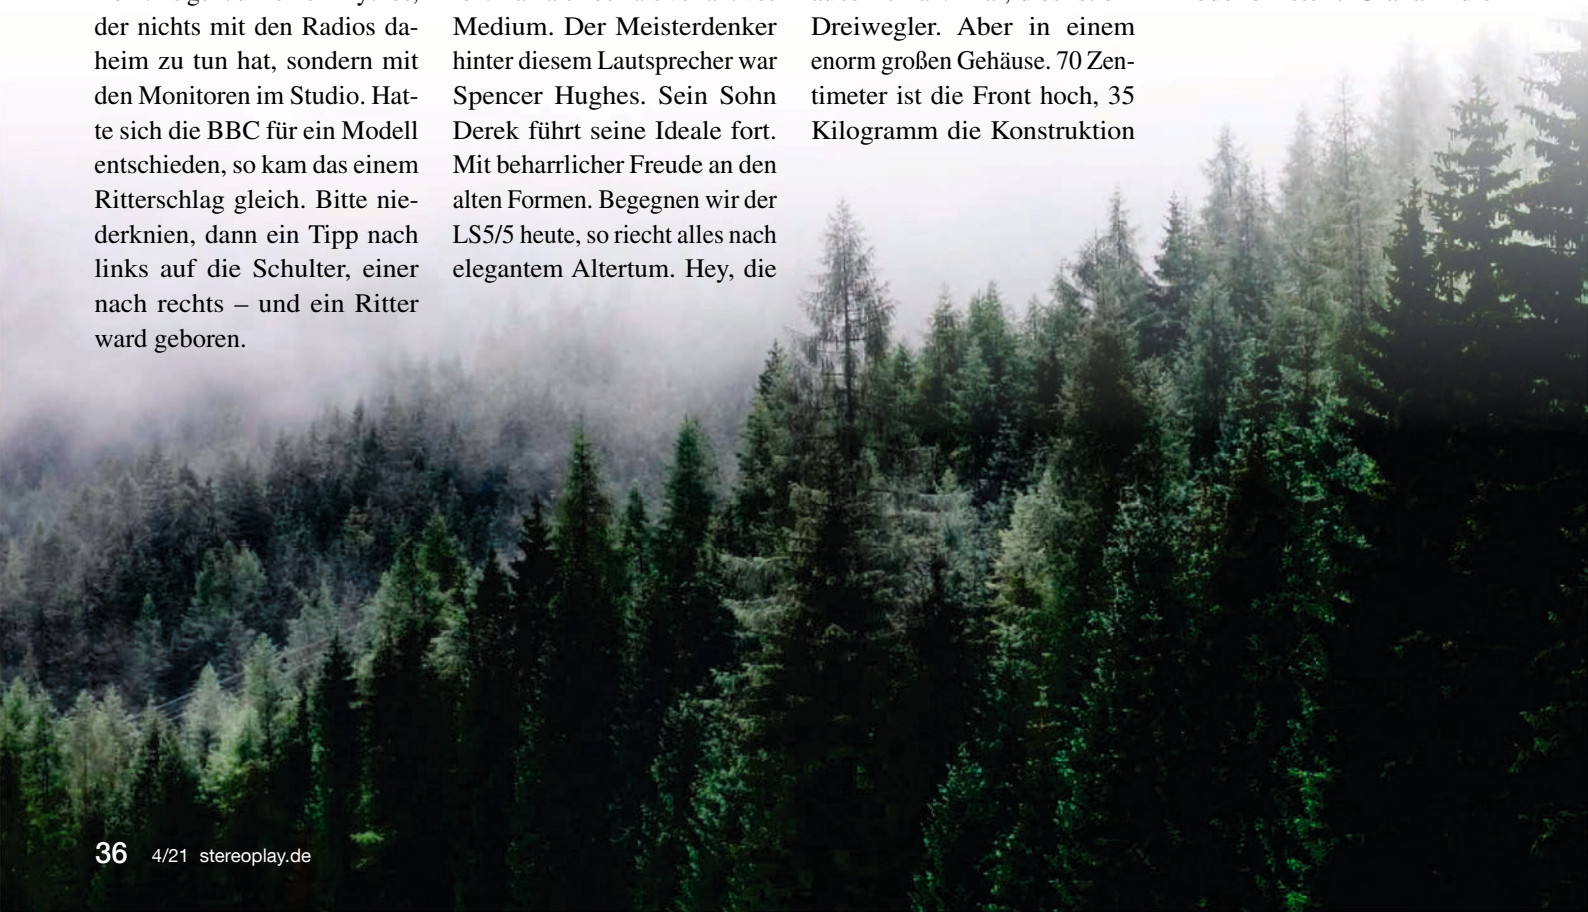 der nichts mit den Radios da-
heim zu tun hat, sondern mit
den Monitoren im Studio. Hat-
te sich die BBC für ein Modell
entschieden, so kam das einem
Ritterschlag gleich. Bitte nie-
derknien, dann ein Tipp nach
links auf die Schulter, einer
nach rechts – und ein Ritter
ward geboren.
Medium. Der Meisterdenker
hinter diesem Lautsprecher war
Spencer Hughes. Sein Sohn
Derek führt seine Ideale fort.
Mit beharrlicher Freude an den
alten Formen. Begegnen wir der
LS5/5 heute, so riecht alles nach
elegantem Altertum. Hey, die
Dreiwegler. Aber in einem
enorm großen Gehäuse. 70 Zen-
timeter ist die Front hoch, 35
Kilogramm die Konstruktion
36 4/21 stereoplay.de